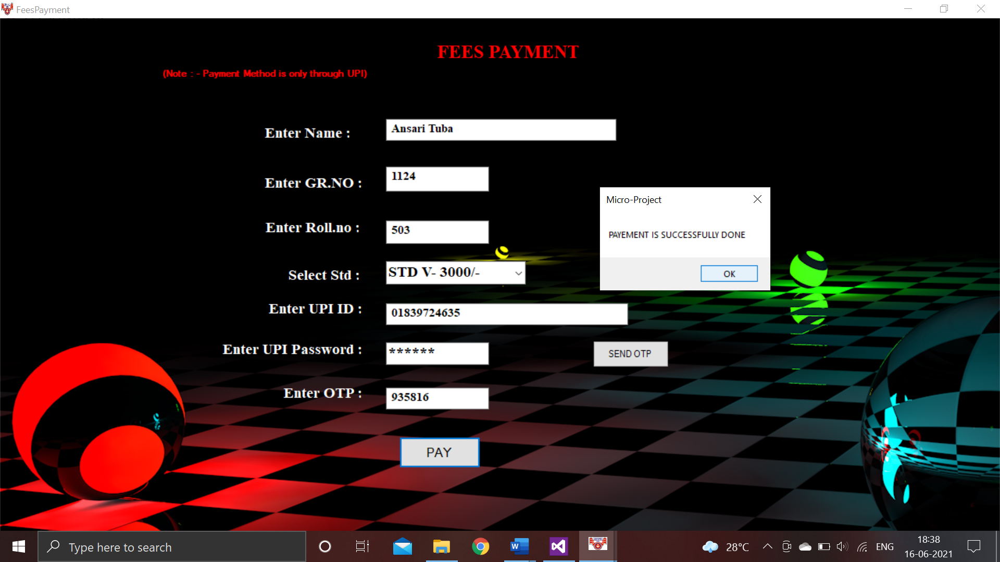 FeesPayment
FEES PAYMENT
(Note : - Payment Method is only through UPI)
Enter Name :
Ansari Tuba
Enter GR.NO :
1124
Enter Roll.no :
503
Select Std :
STD V- 3000/-
Enter UPI ID :
01839724635
Enter UPI Password :
******
SEND OTP
Enter OTP :
935816
PAY
Micro-Project
PAYEMENT IS SUCCESSFULLY DONE
OK
Type here to search
28°C
ENG
18:38
16-06-2021